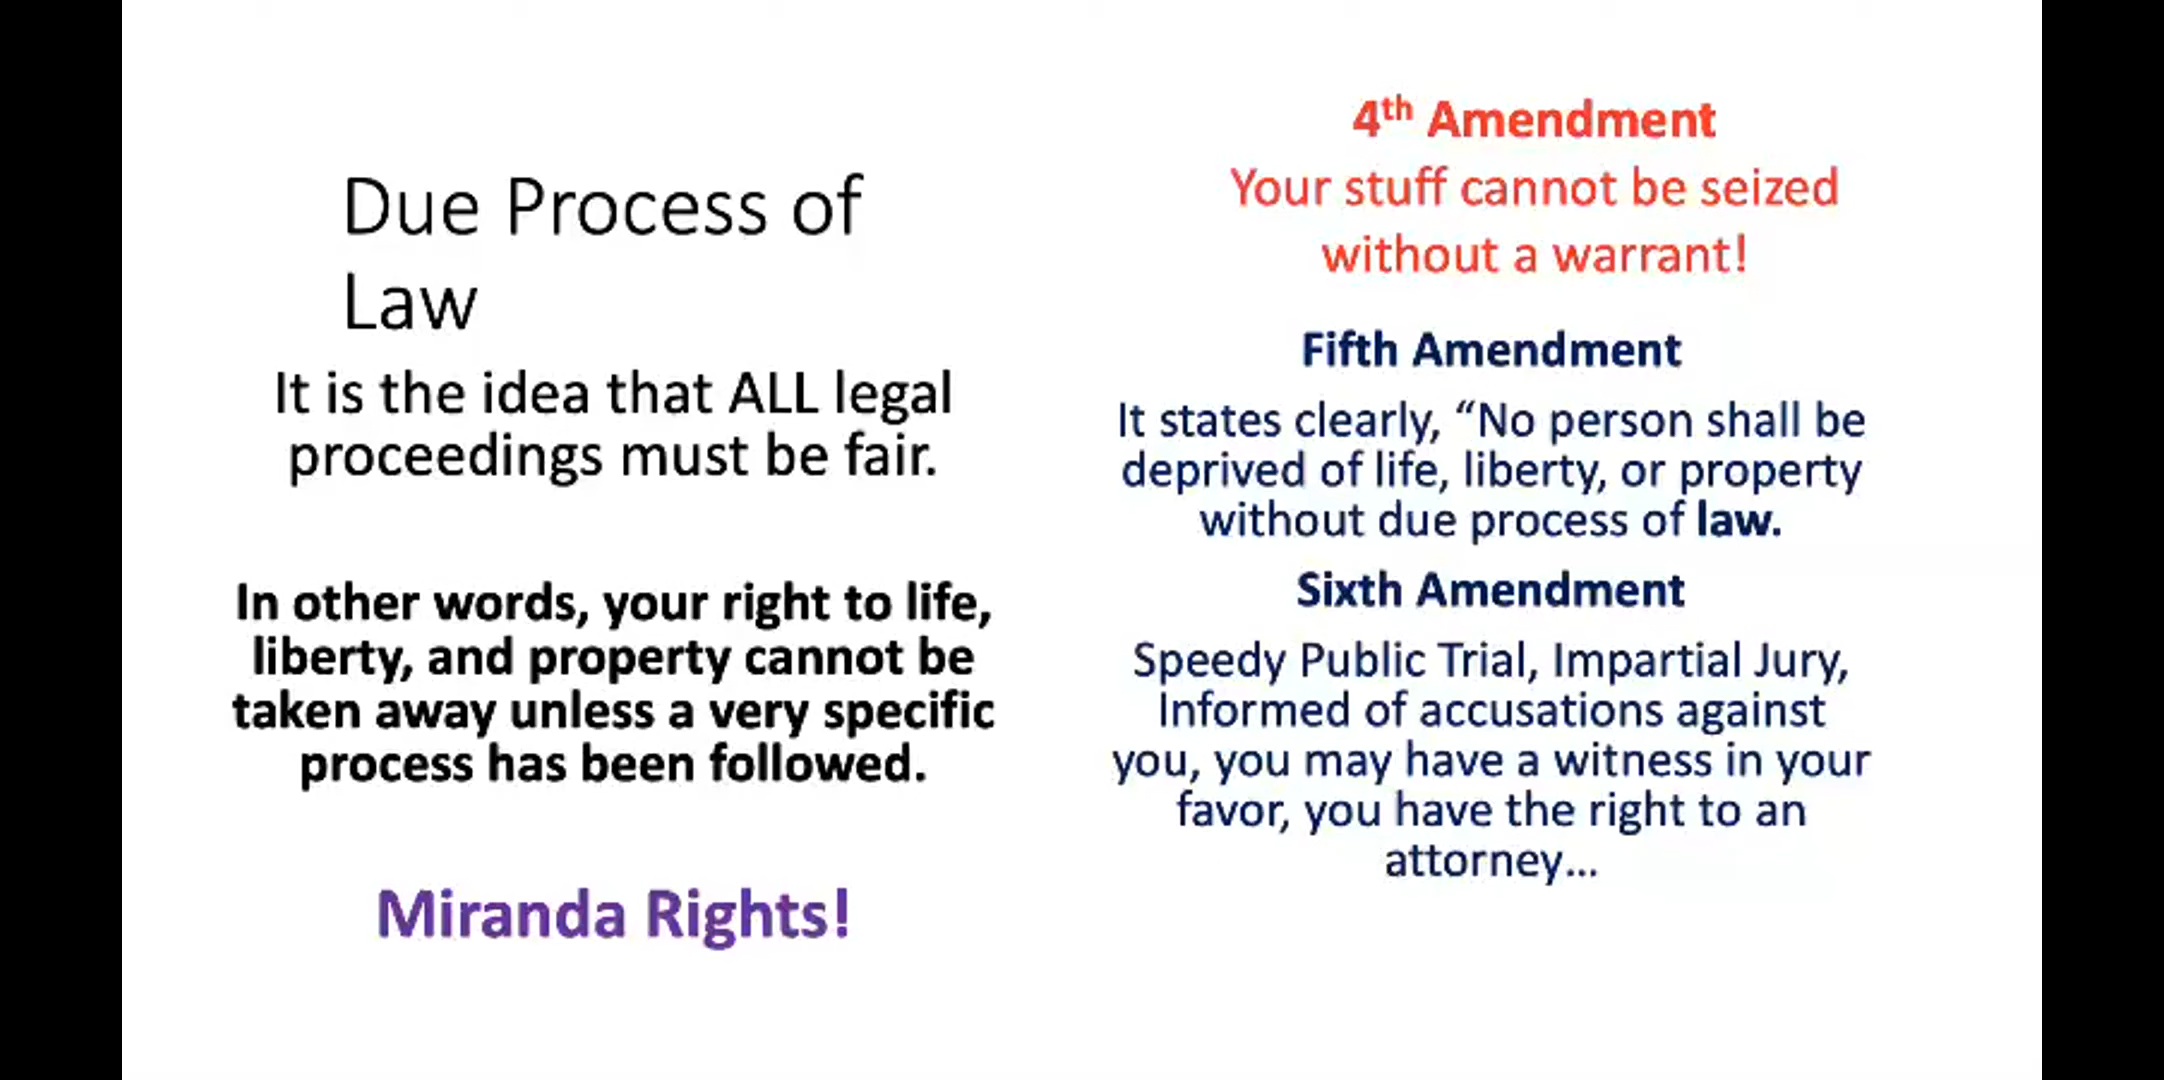 Due Process of
Law
It is the idea that ALL legal
proceedings must be fair.
In other words, your right to life,
liberty, and property cannot be
taken away unless a very specific
process has been followed.
Miranda Rights!
4th Amendment
Your stuff cannot be seized
without a warrant!
Fifth Amendment
It states clearly, “No person shall be
deprived of life, liberty, or property
without due process of law.
Sixth Amendment
Speedy Public Trial, Impartial Jury,
Informed of accusations against
you, you may have a witness in your
favor, you have the right to an
attorney…